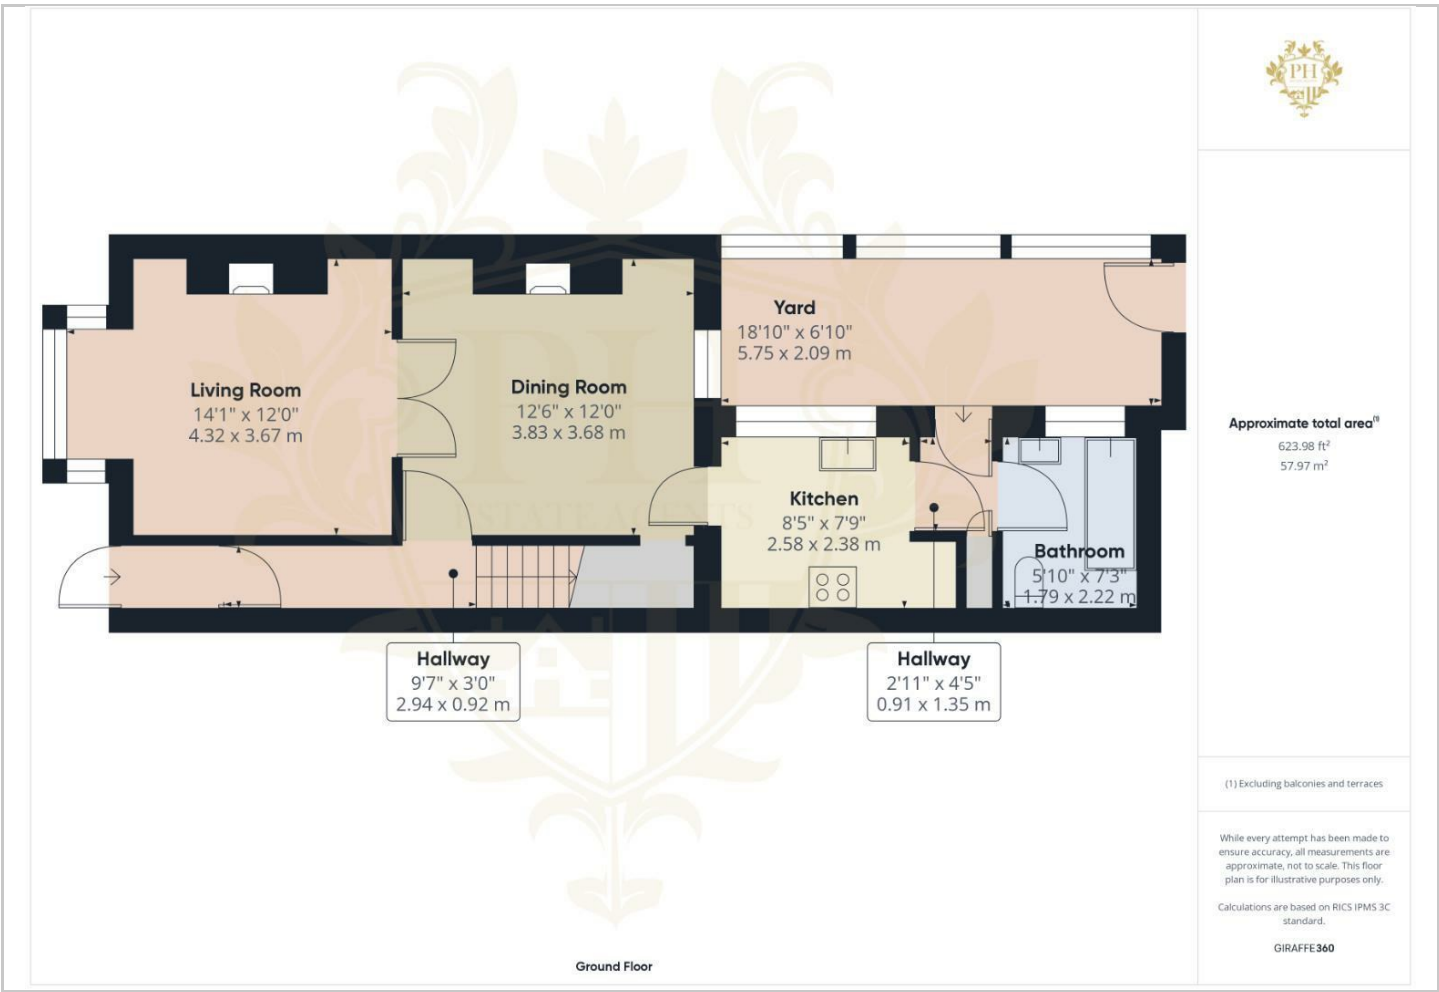 PH
Yard
18'10" x 6'10"
5.75 x 2.09 m
Living Room
14'1" x 12'0"
4.32 x 3.67 m
Dining Room
12'6" x 12'0"
3.83 x 3.68 m
PH
ESTATE AGENTS
Kitchen
8'5" x 7'9"
2.58 x 2.38 m
Bathroom
5'10" x 7'3"
1.79 x 2.22 m
Hallway
9'7" x 3'0"
2.94 x 0.92 m
Hallway
2'11" x 4'5"
0.91 x 1.35 m
Ground Floor
Approximate total area(1)
623.98 ft²
57.97 m²
(1) Excluding balconies and terraces
While every attempt has been made to
ensure accuracy, all measurements are
approximate, not to scale. This floor
plan is for illustrative purposes only.
Calculations are based on RICS IPMS 3C
standard.
GIRAFFE360